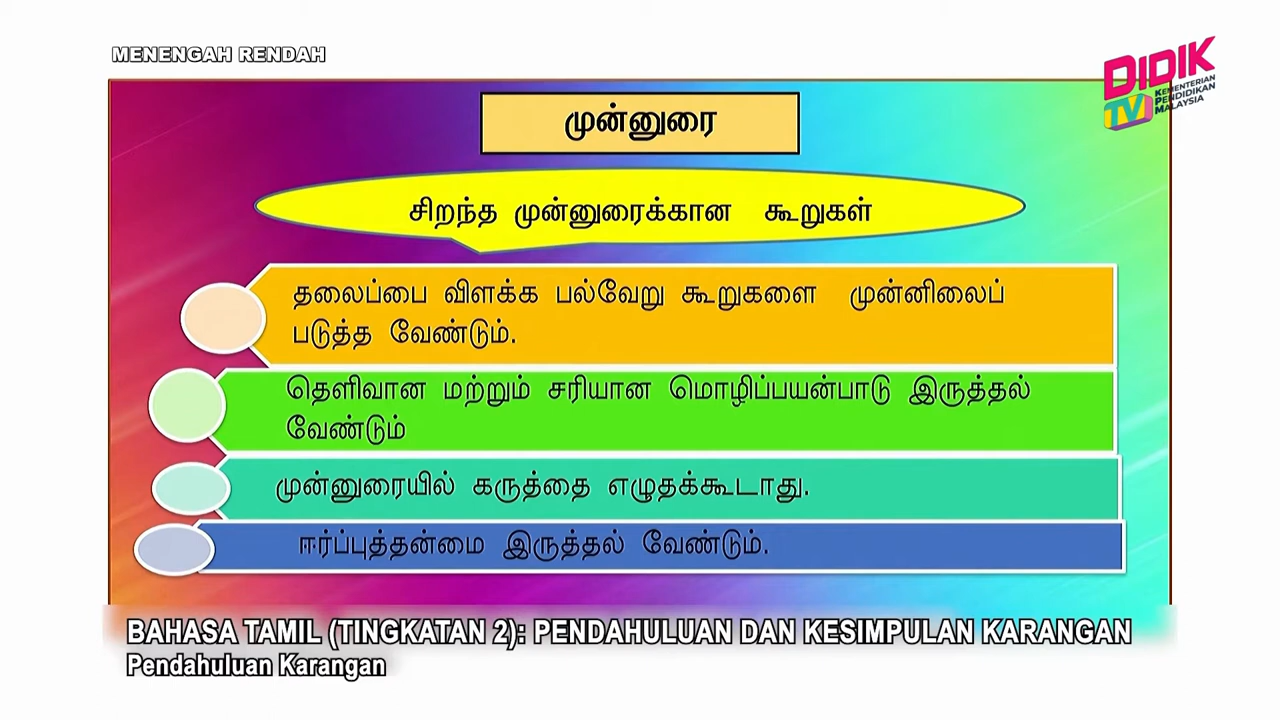 MENENGAH RENDAH
DIDIK
TV
KEMENTERIAN
PENDIDIKAN
MALAYSIA
முன்னுரை
சிறந்த முன்னுரைக்கான கூறுகள்
தலைப்பை விளக்க பல்வேறு கூறுகளை முன்னிலைப்
படுத்த வேண்டும்.
தெளிவான மற்றும் சரியான மொழிப்பயன்பாடு இருத்தல்
வேண்டும்
முன்னுரையில் கருத்தை எழுதக்கூடாது.
ஈர்ப்புத்தன்மை இருத்தல் வேண்டும்.
BAHASA TAMIL (TINGKATAN 2): PENDAHULUAN DAN KESIMPULAN KARANGAN
Pendahuluan Karangan